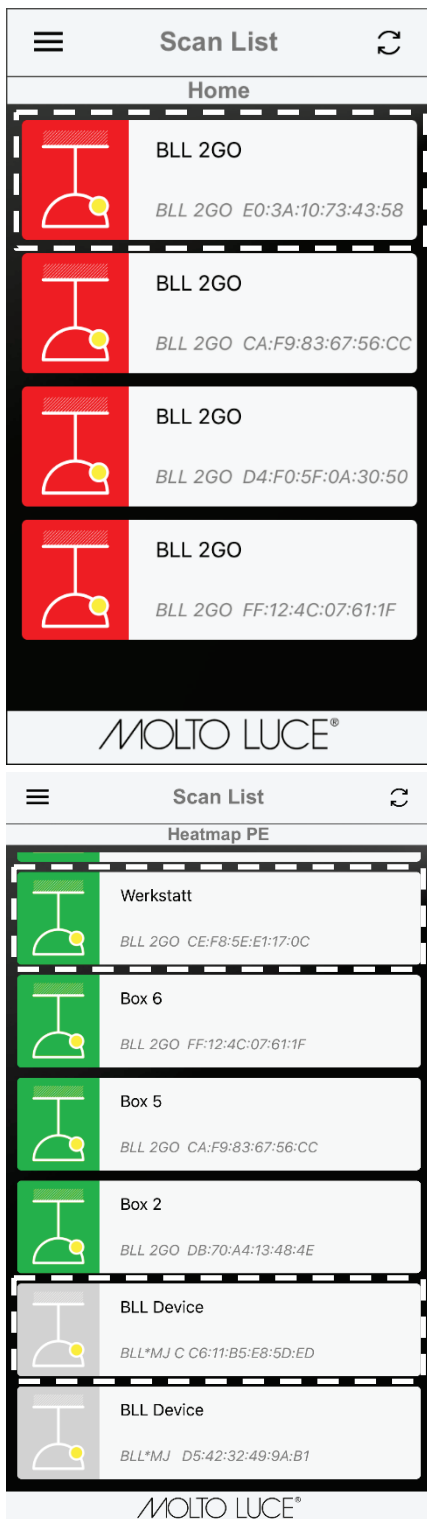 Scan List
Home
BLL 2GO
BLL 2GO E0:3A:10:73:43:58
BLL 2GO
BLL 2GO CA:F9:83:67:56:CC
BLL 2GO
BLL 2GO D4:F0:5F:0A:30:50
BLL 2GO
BLL 2GO FF:12:4C:07:61:1F
MOLTO LUCE®
Scan List
Heatmap PE
Werkstatt
BLL 2GO CE:F8:5E:E1:17:0C
Box 6
BLL 2GO FF:12:4C:07:61:1F
Box 5
BLL 2GO CA:F9:83:67:56:CC
Box 2
BLL 2GO DB:70:A4:13:48:4E
BLL Device
BLL*MJ C C6:11:B5:E8:5D:ED
BLL Device
BLL*MJ D5:42:32:49:9A:B1
MOLTO LUCE®